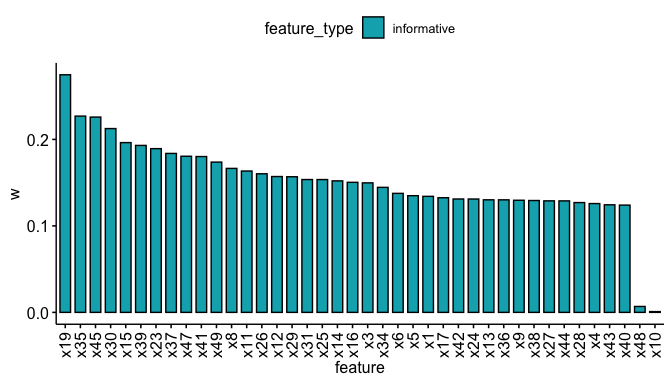 feature_type informative
w
0.2
0.1
0.0
x19 x35 x45 x30 x15 x39 x23 x37 x47 x41 x49 x8 x11 x26 x12 x29 x31 x25 x14 x16 x3 x34 x6 x5 x1 x17 x42 x24 x13 x36 x9 x38 x27 x44 x28 x4 x43 x40 x48 x10
feature